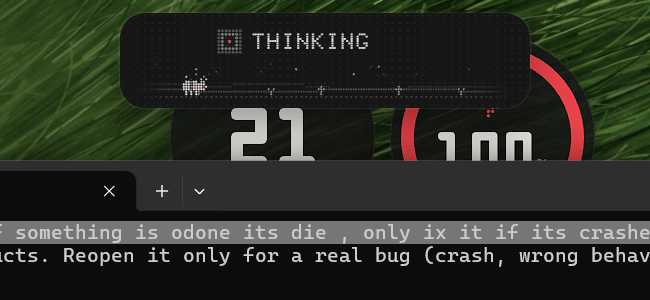 THINKING
21
100
%
f something is odone its die , only ix it if its crashe
ucts. Reopen it only for a real bug (crash, wrong behav